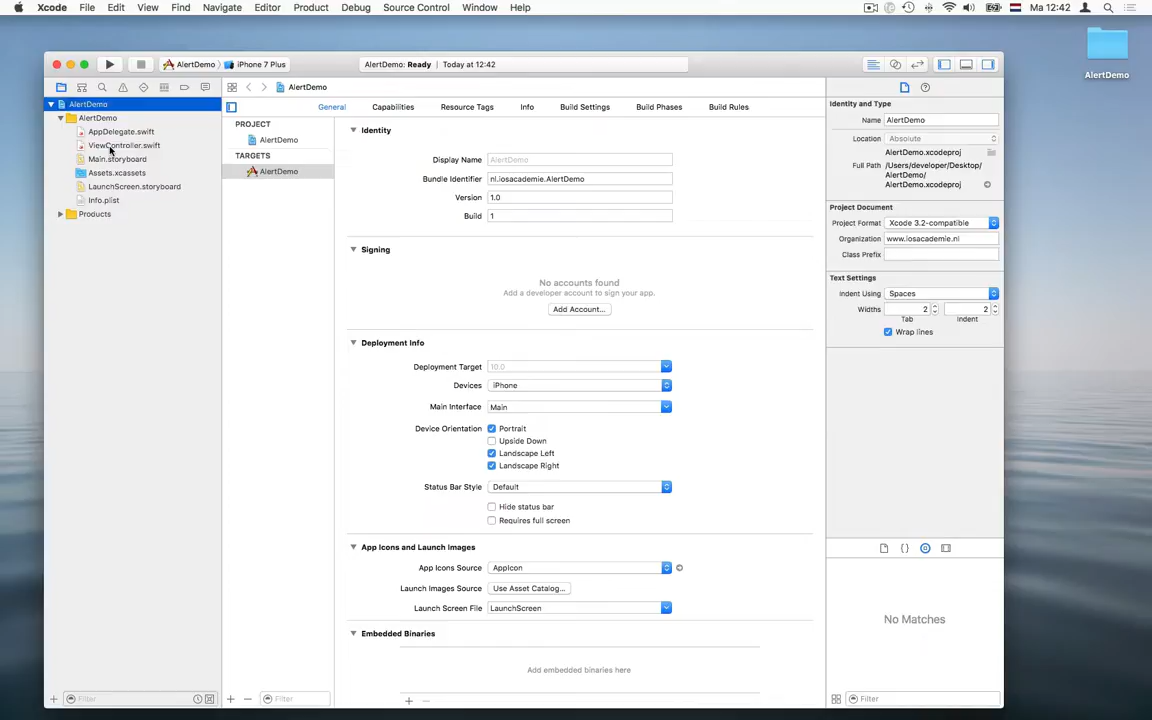 Xcode File Edit View Find Navigate Editor Product Debug Source Control Window Help Ma 12:42
AlertDemo
AlertDemo iPhone 7 Plus
AlertDemo: Ready | Today at 12:42
AlertDemo
General Capabilities Resource Tags Info Build Settings Build Phases Build Rules
AlertDemo
AlertDemo
AppDelegate.swift
ViewController.swift
Main.storyboard
Assets.xcassets
LaunchScreen.storyboard
Info.plist
Products
Filter
PROJECT
AlertDemo
TARGETS
AlertDemo
Filter
Identity
Display Name AlertDemo
Bundle Identifier nl.iosacademie.AlertDemo
Version 1.0
Build 1
Signing
No accounts found
Add a developer account to sign your app.
Add Account...
Deployment Info
Deployment Target 10.0
Devices iPhone
Main Interface Main
Device Orientation Portrait
Upside Down
Landscape Left
Landscape Right
Status Bar Style Default
Hide status bar
Requires full screen
App Icons and Launch Images
App Icons Source AppIcon
Launch Images Source Use Asset Catalog...
Launch Screen File LaunchScreen
Embedded Binaries
Add embedded binaries here
Identity and Type
Name AlertDemo
Location Absolute
AlertDemo.xcodeproj
Full Path /Users/developer/Desktop/
AlertDemo/
AlertDemo.xcodeproj
Project Document
Project Format Xcode 3.2-compatible
Organization www.iosacademie.nl
Class Prefix
Text Settings
Indent Using Spaces
Widths 2 2
Tab Indent
Wrap lines
No Matches
Filter